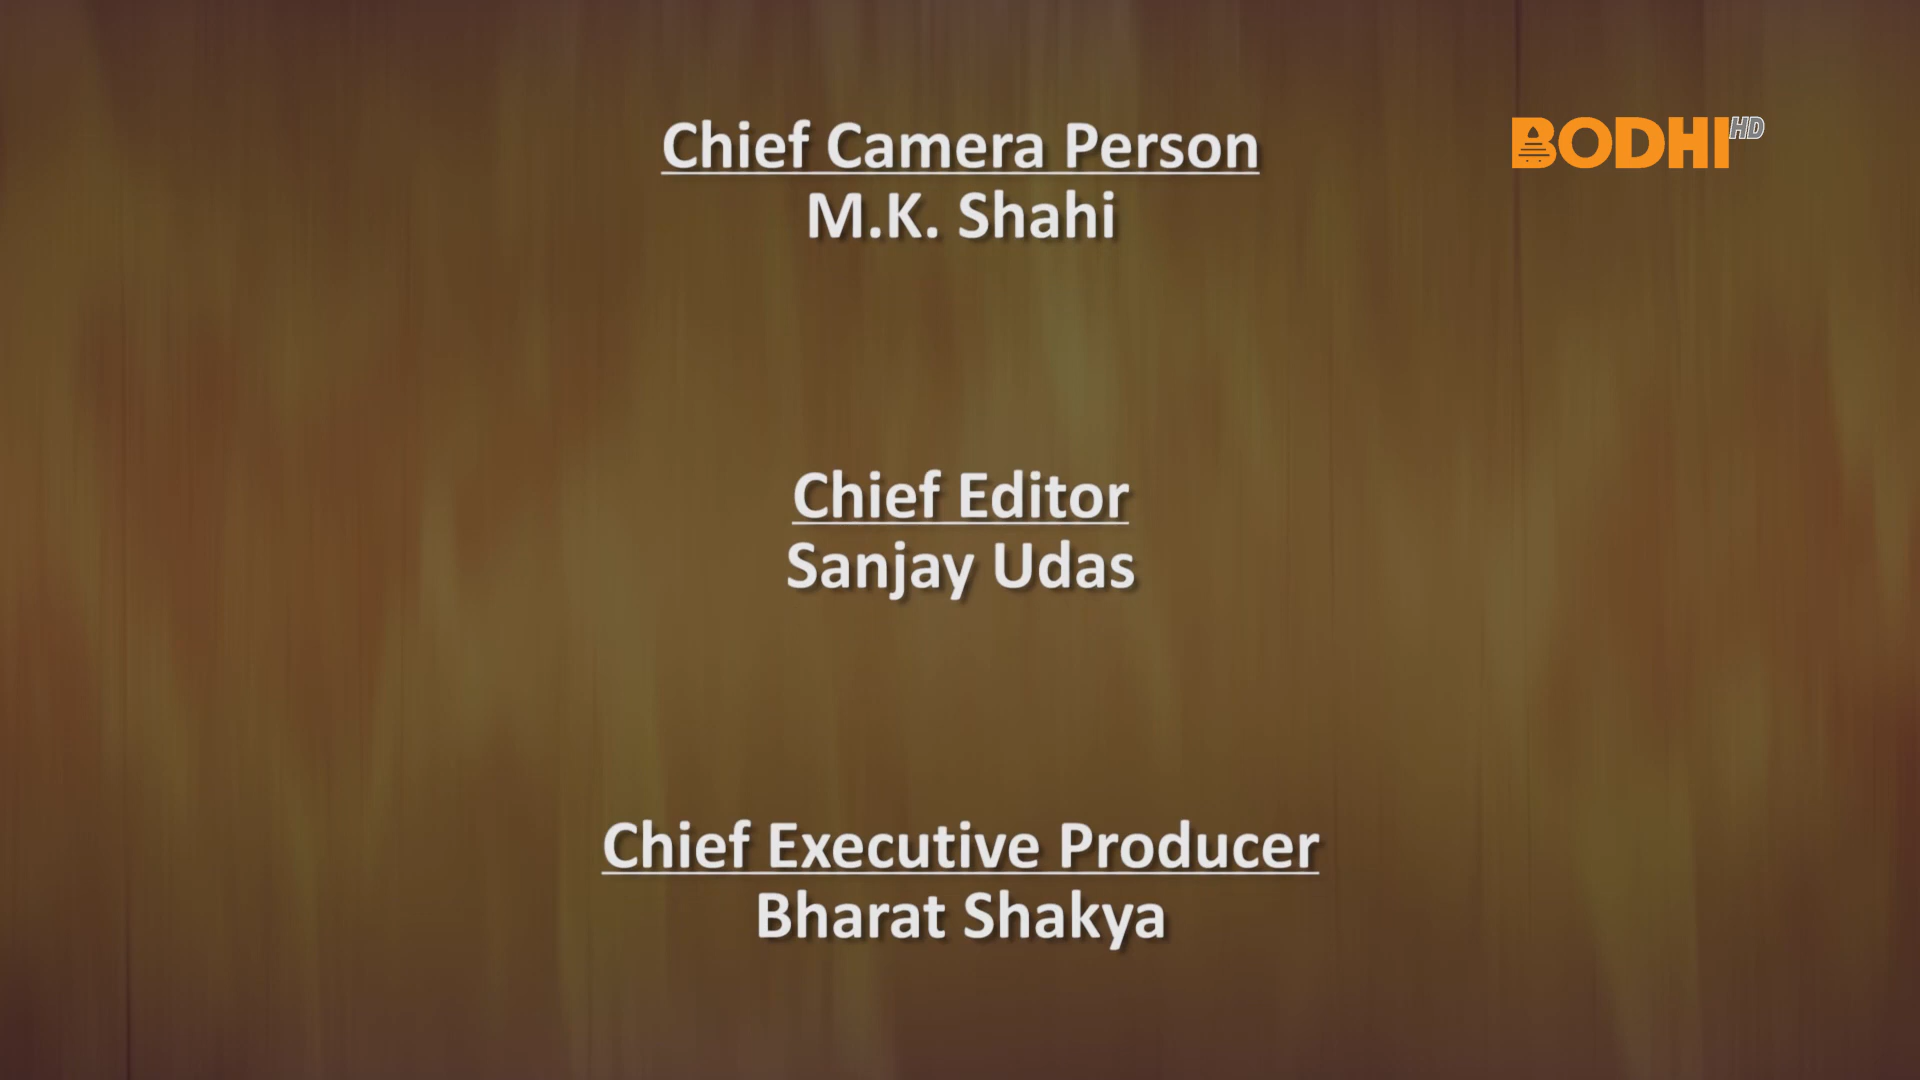 Chief Camera Person
BODHI HD
M.K. Shahi
Chief Editor
Sanjay Udas
Chief Executive Producer
Bharat Shakya